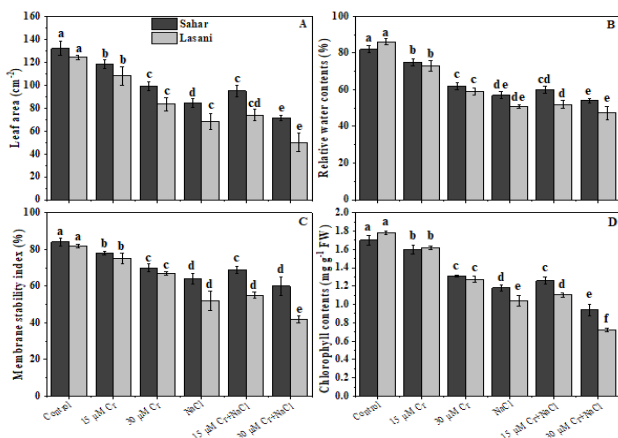 Sahar
Lasani
A
Leaf area (cm⁻²)
160
140
120
100
80
60
40
20
0
a a
b b
c c
d e
c cd
e e
B
Relative water contents (%)
100
80
60
40
20
0
a a
b b
c c
de de
cd d
e e
C
Membrane stability index (%)
100
80
60
40
20
0
a a
b b
c c
d d
c d
d e
Control
15 µM Cr
30 µM Cr
NaCl
15 µM Cr+NaCl
30 µM Cr+NaCl
D
Chlorophyll contents (mg g⁻¹ FW)
1.8
1.6
1.4
1.2
1.0
0.8
0.6
0.4
0.2
0.0
a a
b b
c c
d d
c d
e f
Control
15 µM Cr
30 µM Cr
NaCl
15 µM Cr+NaCl
30 µM Cr+NaCl